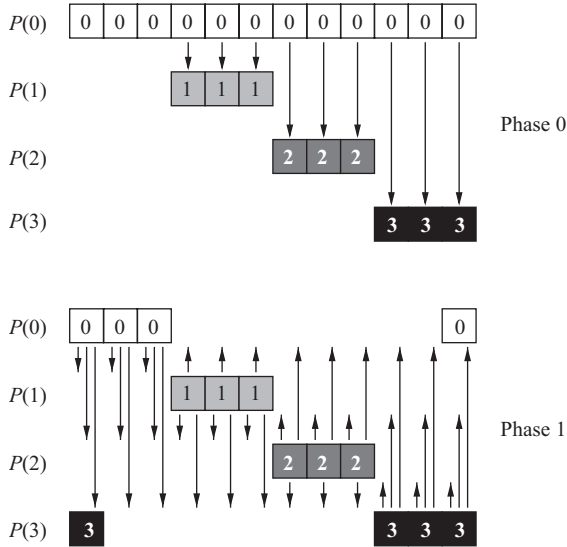 P(0) 0 0 0 0 0 0 0 0 0 0 0 0
P(1) 1 1 1
Phase 0
P(2) 2 2 2
P(3) 3 3 3
P(0) 0 0 0 0
P(1) 1 1 1
Phase 1
P(2) 2 2 2
P(3) 3 3 3 3